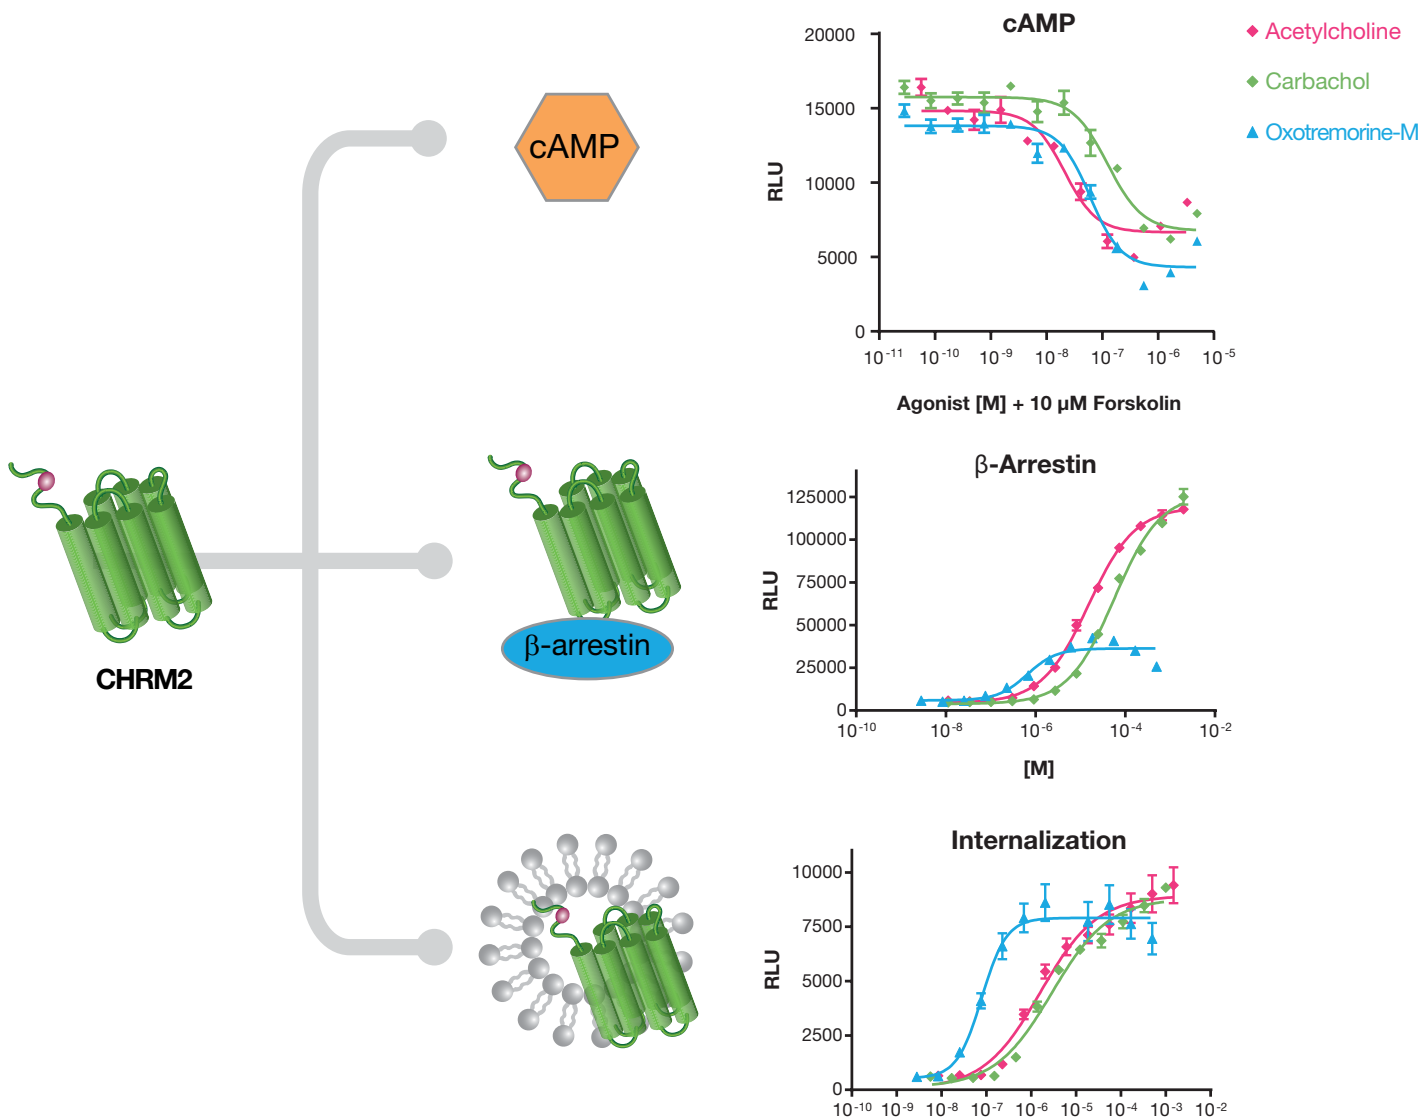 cAMP
Acetylcholine
Carbachol
Oxotremorine-M
cAMP
RLU
20000
15000
10000
5000
0
10-11 10-10 10-9 10-8 10-7 10-6 10-5
Agonist [M] + 10 µM Forskolin
CHRM2
β-arrestin
β-Arrestin
RLU
125000
100000
75000
50000
25000
0
10-10 10-8 10-6 10-4 10-2
[M]
Internalization
RLU
10000
7500
5000
2500
0
10-10 10-9 10-8 10-7 10-6 10-5 10-4 10-3 10-2